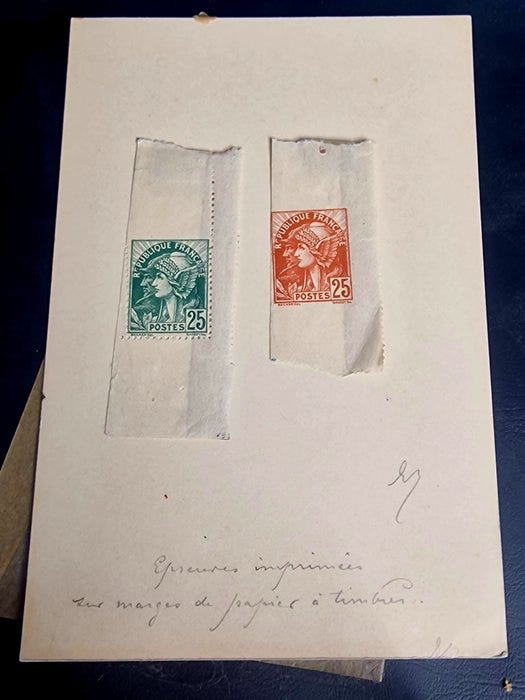 RÉPUBLIQUE FRANÇAISE
POSTES 25
RÉPUBLIQUE FRANÇAISE
POSTES 25
Epreuves imprimées
sur marges de papier à timbres.